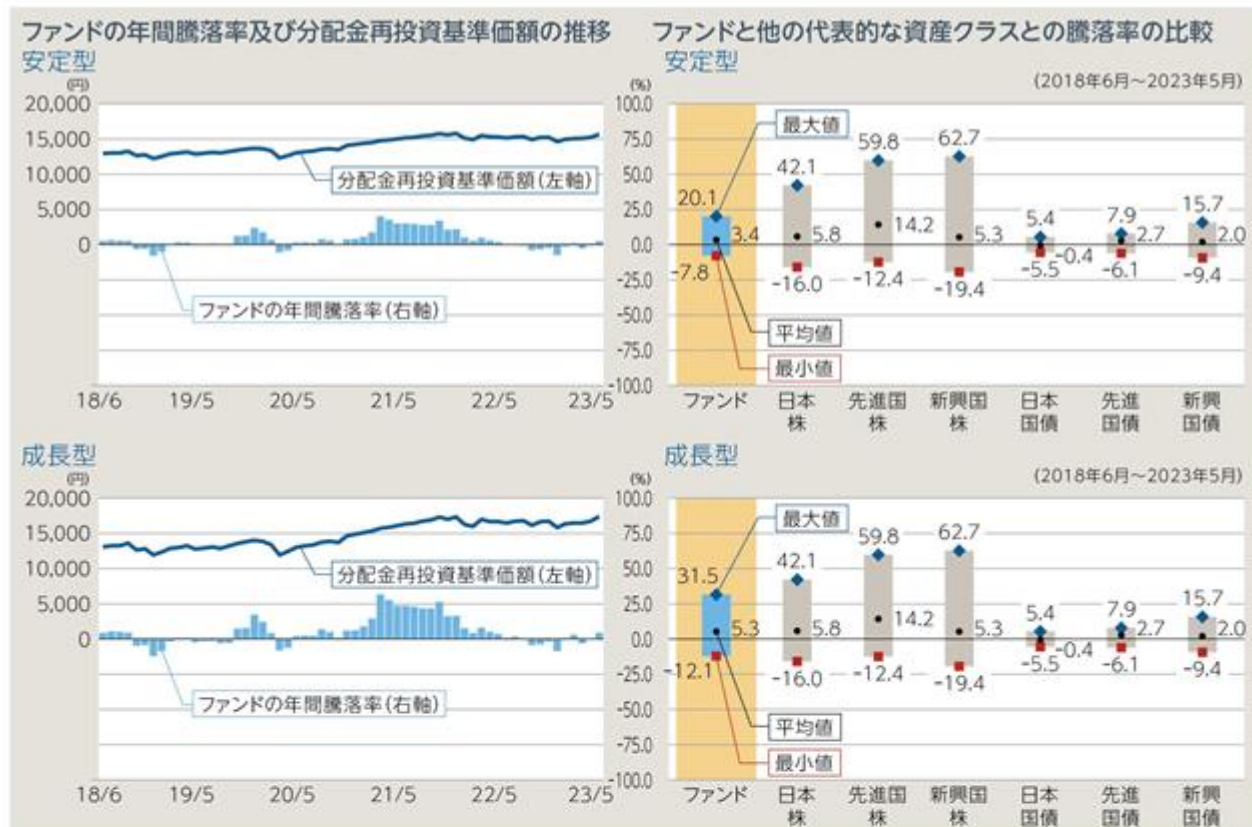 ファンドの年間騰落率及び分配金再投資基準価額の推移
安定型
(円)
20,000
15,000
10,000
5,000
0
分配金再投資基準価額(左軸)
ファンドの年間騰落率(右軸)
18/6 19/5 20/5 21/5 22/5 23/5
ファンドと他の代表的な資産クラスとの騰落率の比較
安定型
(2018年6月~2023年5月)
(%)
100.0
75.0
50.0
25.0
0.0
-25.0
-50.0
-75.0
-100.0
最大値
平均値
最小値
20.1 42.1 59.8 62.7 5.4 7.9 15.7
3.4 5.8 14.2 5.3 -0.4 2.7 2.0
-7.8 -16.0 -12.4 -19.4 -5.5 -6.1 -9.4
ファンド 日本株 先進国株 新興国株 日本国債 先進国債 新興国債
成長型
(円)
20,000
15,000
10,000
5,000
0
分配金再投資基準価額(左軸)
ファンドの年間騰落率(右軸)
18/6 19/5 20/5 21/5 22/5 23/5
成長型
(2018年6月~2023年5月)
(%)
100.0
75.0
50.0
25.0
0.0
-25.0
-50.0
-75.0
-100.0
最大値
平均値
最小値
31.5 42.1 59.8 62.7 5.4 7.9 15.7
5.3 5.8 14.2 5.3 -0.4 2.7 2.0
-12.1 -16.0 -12.4 -19.4 -5.5 -6.1 -9.4
ファンド 日本株 先進国株 新興国株 日本国債 先進国債 新興国債